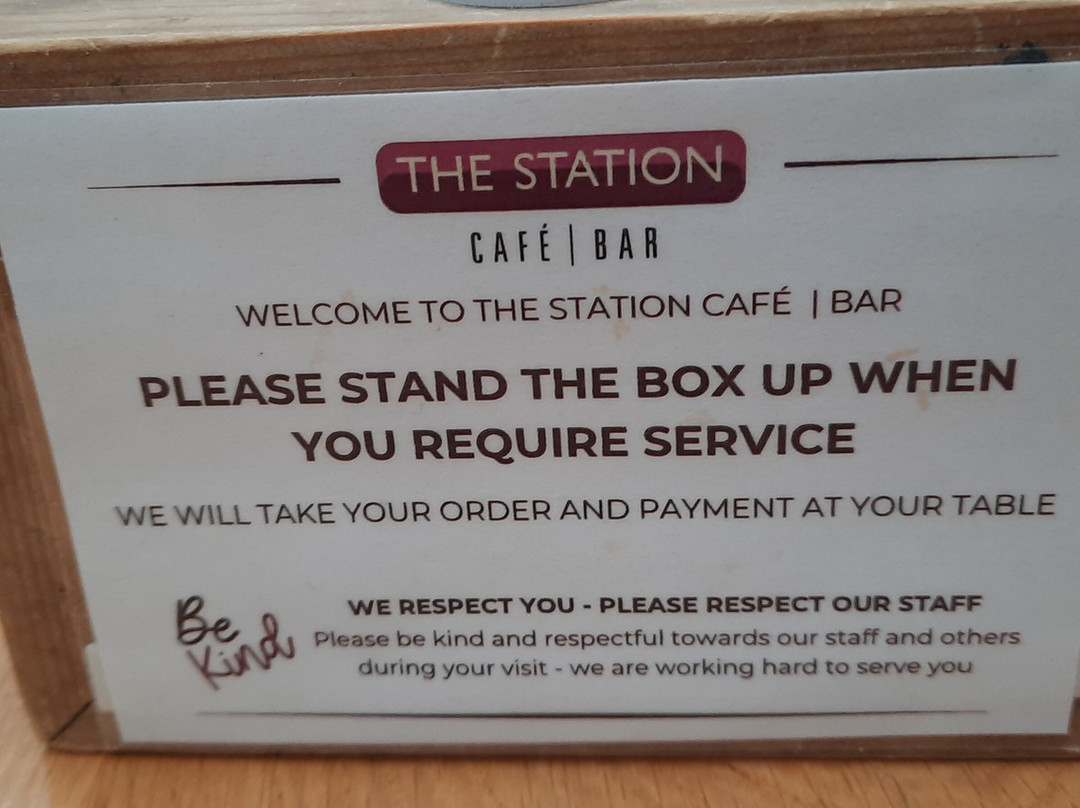 THE STATION
CAFÉ | BAR
WELCOME TO THE STATION CAFÉ | BAR
PLEASE STAND THE BOX UP WHEN
YOU REQUIRE SERVICE
WE WILL TAKE YOUR ORDER AND PAYMENT AT YOUR TABLE
Be
Kind
WE RESPECT YOU - PLEASE RESPECT OUR STAFF
Please be kind and respectful towards our staff and others
during your visit - we are working hard to serve you